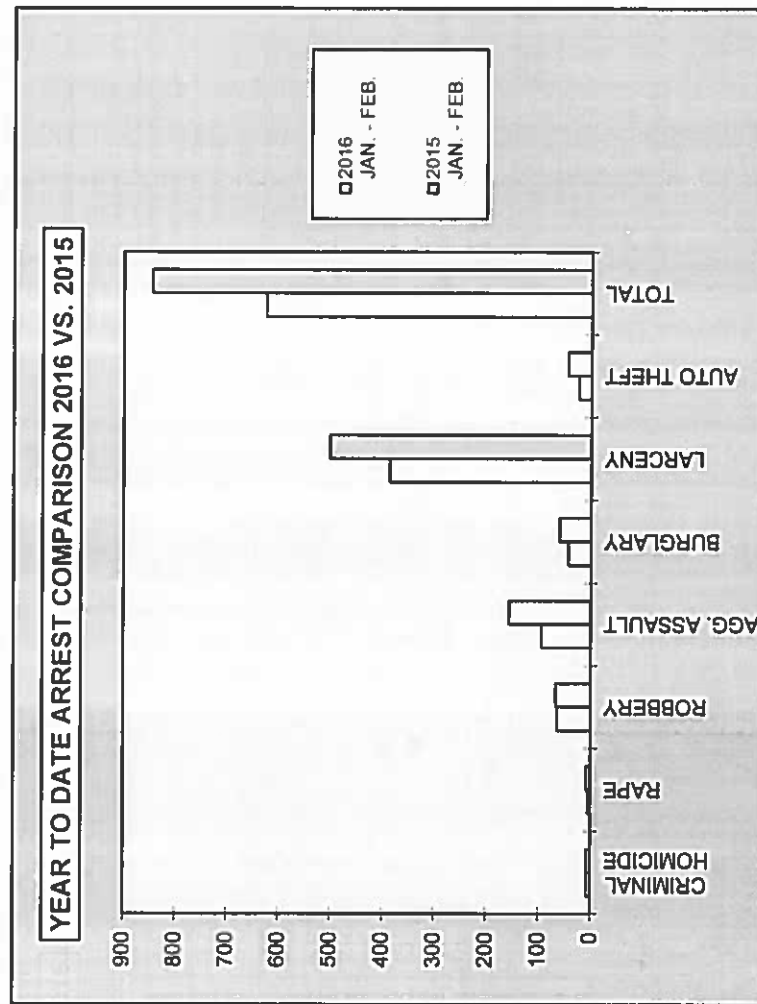 YEAR TO DATE ARREST COMPARISON 2016 VS. 2015
900
800
700
600
500
400
300
200
100
0
CRIMINAL
HOMICIDE
RAPE
ROBBERY
AGG. ASSAULT
BURGLARY
LARCENY
AUTO THEFT
TOTAL
2016
JAN. - FEB.
2015
JAN. - FEB.